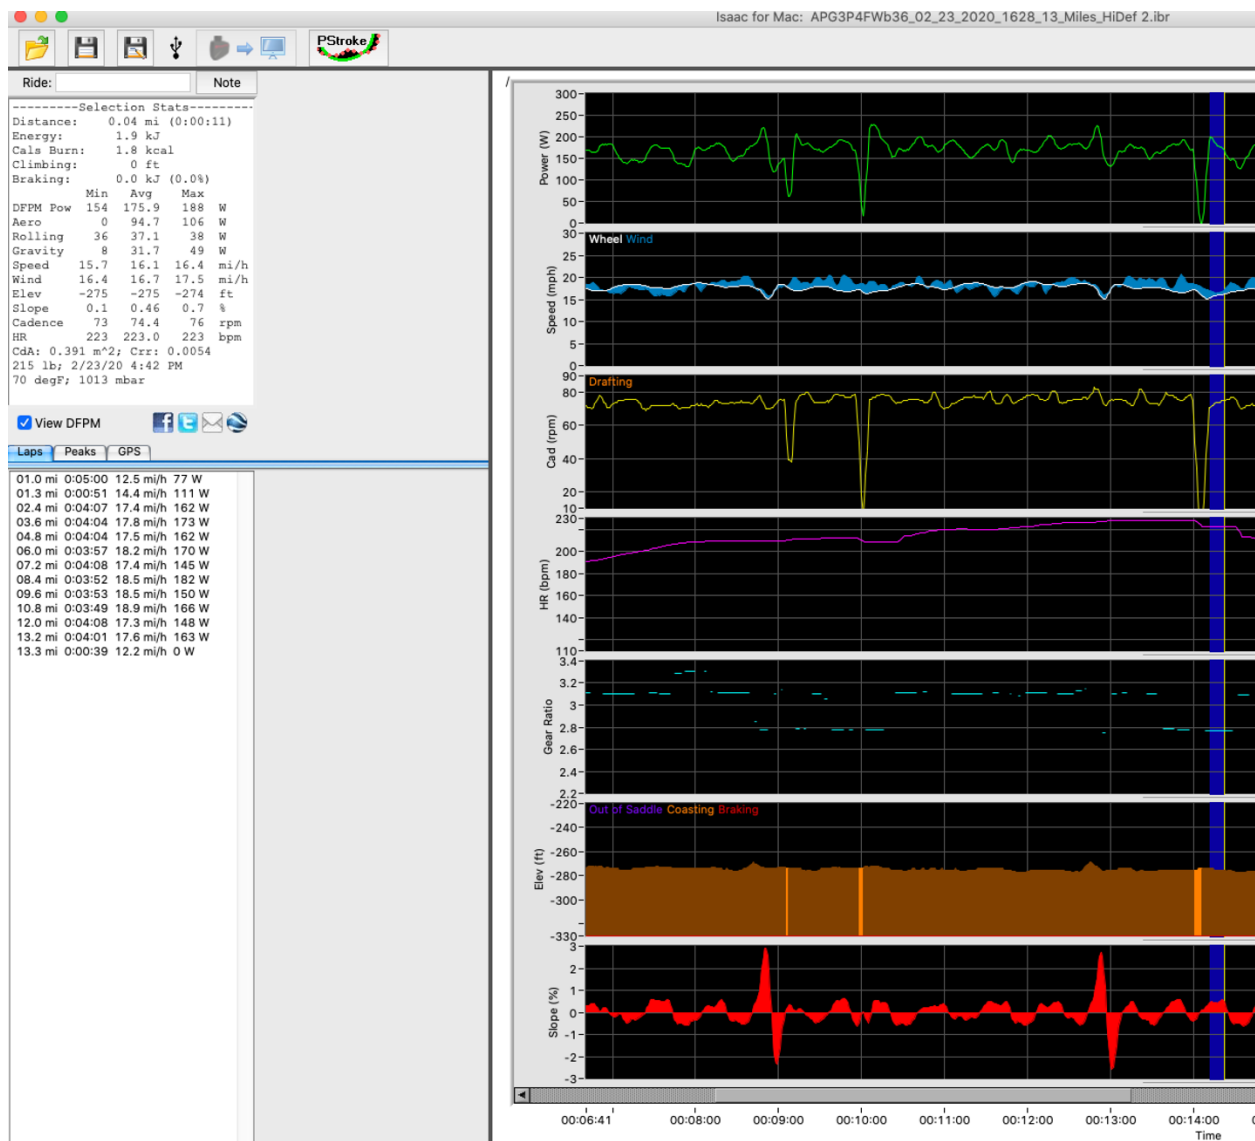 Isaac for Mac: APG3P4FWb36_02_23_2020_1628_13_Miles_HiDef 2.ibr
PStroke
Ride: Note
---------Selection Stats---------
Distance: 0.04 mi (0:00:11)
Energy: 1.9 kJ
Cals Burn: 1.8 kcal
Climbing: 0 ft
Braking: 0.0 kJ (0.0%)
Min Avg Max
DFPM Pow 154 175.9 188 W
Aero 0 94.7 106 W
Rolling 36 37.1 38 W
Gravity 8 31.7 49 W
Speed 15.7 16.1 16.4 mi/h
Wind 16.4 16.7 17.5 mi/h
Elev -275 -275 -274 ft
Slope 0.1 0.46 0.7 %
Cadence 73 74.4 76 rpm
HR 223 223.0 223 bpm
CdA: 0.391 m^2; Crr: 0.0054
215 lb; 2/23/20 4:42 PM
70 degF; 1013 mbar
View DFPM
Laps Peaks GPS
01.0 mi 0:05:00 12.5 mi/h 77 W
01.3 mi 0:00:51 14.4 mi/h 111 W
02.4 mi 0:04:07 17.4 mi/h 162 W
03.6 mi 0:04:04 17.8 mi/h 173 W
04.8 mi 0:04:04 17.5 mi/h 162 W
06.0 mi 0:03:57 18.2 mi/h 170 W
07.2 mi 0:04:08 17.4 mi/h 145 W
08.4 mi 0:03:52 18.5 mi/h 182 W
09.6 mi 0:03:53 18.5 mi/h 150 W
10.8 mi 0:03:49 18.9 mi/h 166 W
12.0 mi 0:04:08 17.3 mi/h 148 W
13.2 mi 0:04:01 17.6 mi/h 163 W
13.3 mi 0:00:39 12.2 mi/h 0 W
/
Power (W)
300
250
200
150
100
50
0
Speed (mph)
Wheel Wind
30
25
20
15
10
5
0
Cad (rpm)
Drafting
90
80
60
40
20
10
HR (bpm)
230
200
180
160
140
110
Gear Ratio
3.4
3.2
3
2.8
2.6
2.4
2.2
Elev (ft)
Out of Saddle Coasting Braking
-220
-240
-260
-280
-300
-330
Slope (%)
3
2
1
0
-1
-2
-3
00:06:41 00:08:00 00:09:00 00:10:00 00:11:00 00:12:00 00:13:00 00:14:00
Time